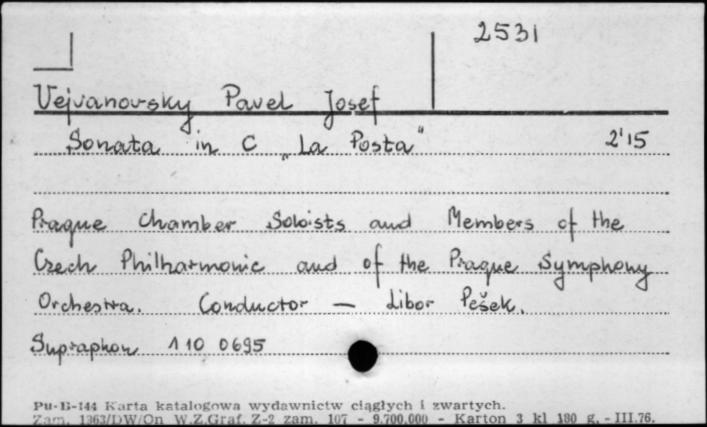 2531
Vejvanovsky Pavel Josef
Sonata in C „La Posta" 2'15
Prague Chamber Soloists and Members of the
Czech Philharmonic and of the Prague Symphony
Orchestra. Conductor — Libor Pešek.
Supraphon 110 0695
Pu-B-144 Karta katalogowa wydawnictw ciągłych i zwartych.
Zam. 1363/DW/On W.Z.Graf. Z-2 zam. 107 - 9.700.000 - Karton 3 kl 180 g. - III.76.